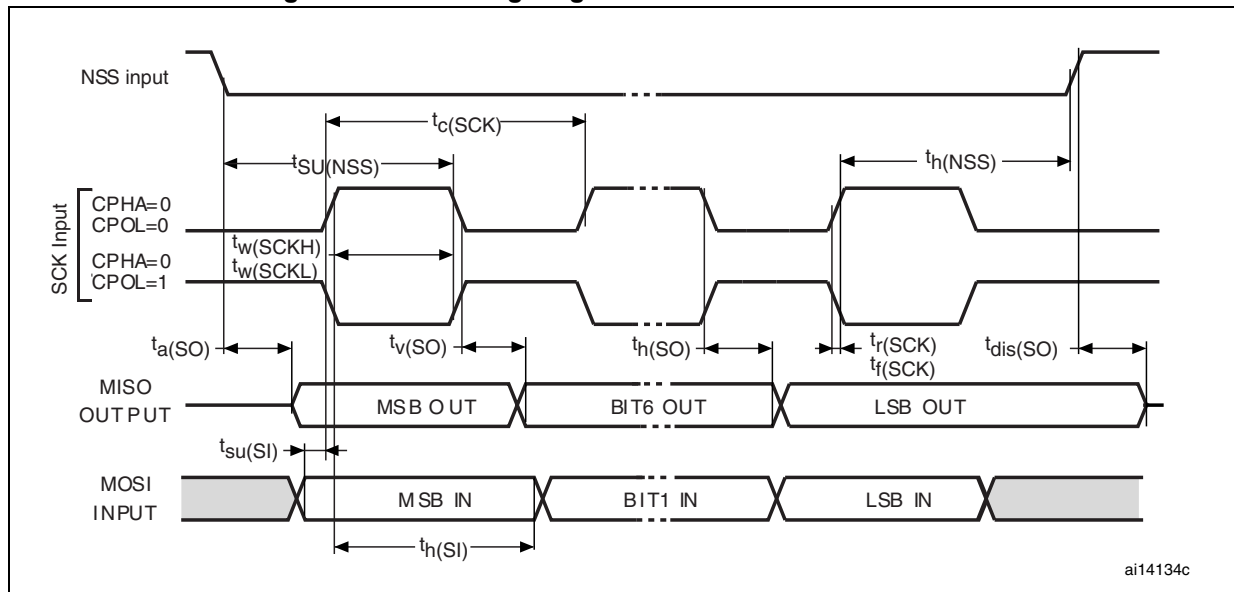 NSS input
tc(SCK)
tSU(NSS)
th(NSS)
SCK Input
CPHA=0
CPOL=0
tw(SCKH)
CPHA=0
tw(SCKL)
CPOL=1
ta(SO)
tv(SO)
th(SO)
tr(SCK)
tf(SCK)
tdis(SO)
MISO
OUTPUT
MSB OUT
BIT6 OUT
LSB OUT
tsu(SI)
MOSI
INPUT
MSB IN
BIT1 IN
LSB IN
th(SI)
ai14134c